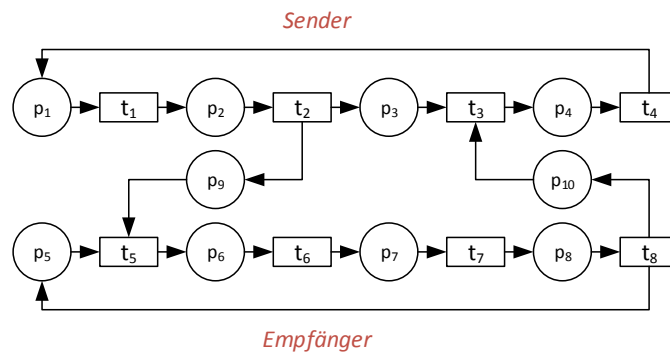 Sender
p₁ t₁ p₂ t₂ p₃ t₃ p₄ t₄
p₉ p₁₀
p₅ t₅ p₆ t₆ p₇ t₇ p₈ t₈
Empfänger